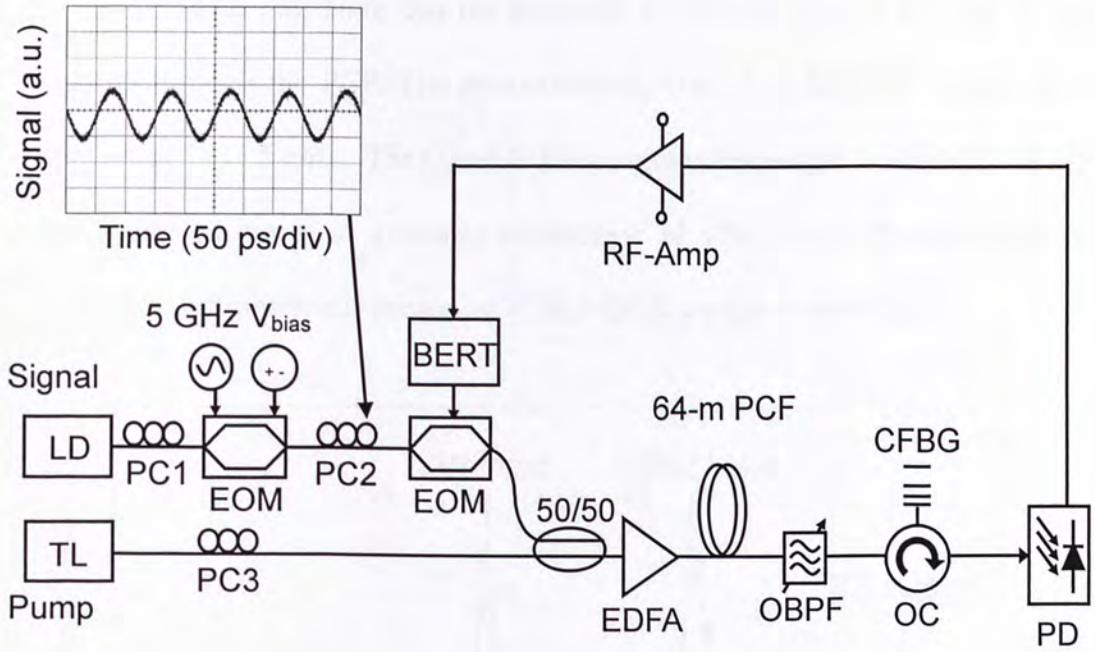 Signal (a.u.)
Time (50 ps/div)
RF-Amp
5 GHz V_bias
BERT
Signal
LD
PC1
EOM
PC2
EOM
64-m PCF
CFBG
50/50
TL
PC3
Pump
EDFA
OBPF
OC
PD